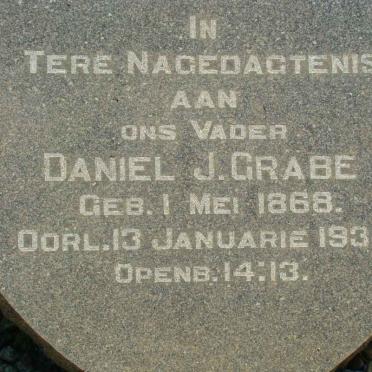 IN
TERE NAGEDAGTENIS
AAN
ONS VADER
DANIEL J. GRABE
GEB. 1 MEI 1868.
OORL. 13 JANUARIE 193
OPENB. 14:13.